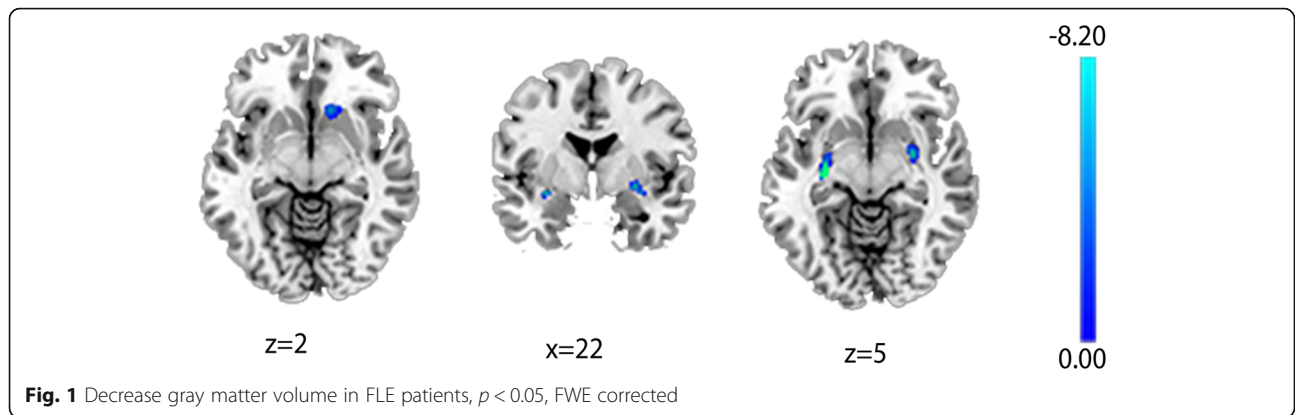 -8.20
z=2
x=22
z=5
0.00
Fig. 1 Decrease gray matter volume in FLE patients, p < 0.05, FWE corrected